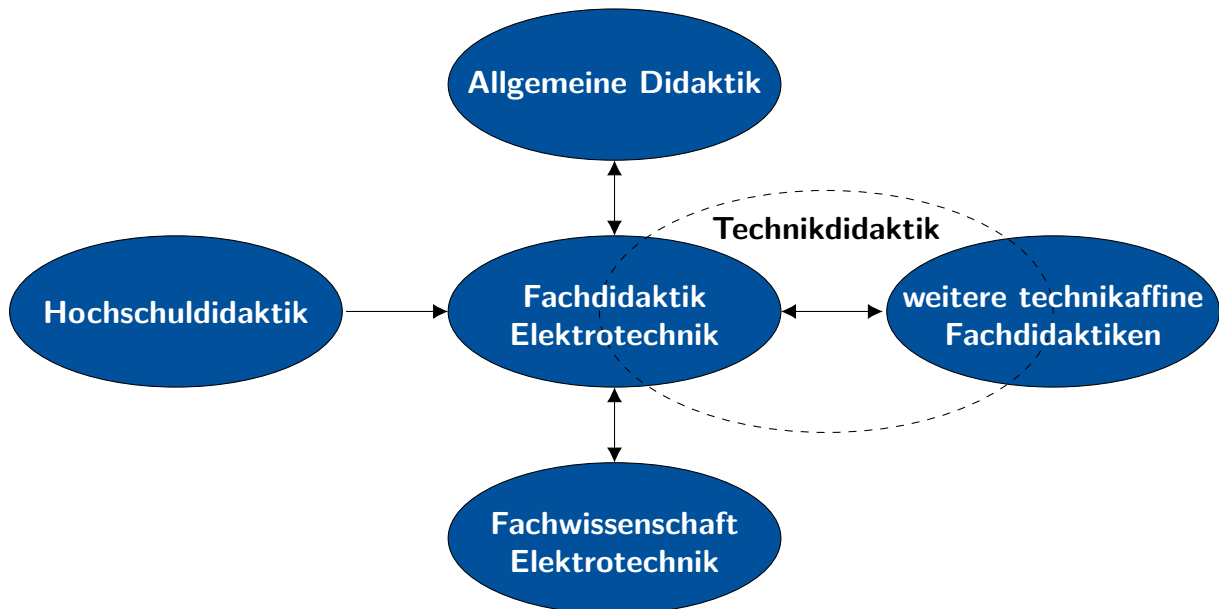 Allgemeine Didaktik
Technikdidaktik
Hochschuldidaktik
Fachdidaktik
Elektrotechnik
weitere technikaffine
Fachdidaktiken
Fachwissenschaft
Elektrotechnik